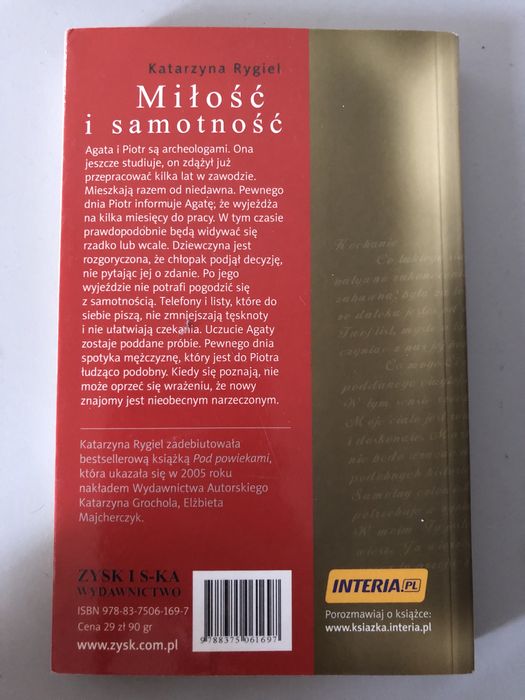 Katarzyna Rygiel
Miłość
i samotność
Agata i Piotr są archeologami. Ona
jeszcze studiuje, on zdążył już
przepracować kilka lat w zawodzie.
Mieszkają razem od niedawna. Pewnego
dnia Piotr informuje Agatę, że wyjeżdża
na kilka miesięcy do pracy. W tym czasie
prawdopodobnie będą widywać się
rzadko lub wcale. Dziewczyna jest
rozgoryczona, że chłopak podjął decyzję,
nie pytając jej o zdanie. Po jego
wyjeździe nie potrafi pogodzić się
z samotnością. Telefony i listy, które do
siebie piszą, nie zmniejszają tęsknoty
i nie ułatwiają czekania. Uczucie Agaty
zostaje poddane próbie. Pewnego dnia
spotyka mężczyznę, który jest do Piotra
łudząco podobny. Kiedy się poznają, nie
może oprzeć się wrażeniu, że nowy
znajomy jest nieobecnym narzeczonym.
Katarzyna Rygiel zadebiutowała
bestsellerową książką Pod powiekami,
która ukazała się w 2005 roku
nakładem Wydawnictwa Autorskiego
Katarzyna Grochola, Elżbieta
Majcherczyk.
ZYSK I S-KA
WYDAWNICTWO
ISBN 978-83-7506-169-7
Cena 29 zł 90 gr
www.zysk.com.pl
9788375061697
INTERIA.PL
Porozmawiaj o książce:
www.ksiazka.interia.pl